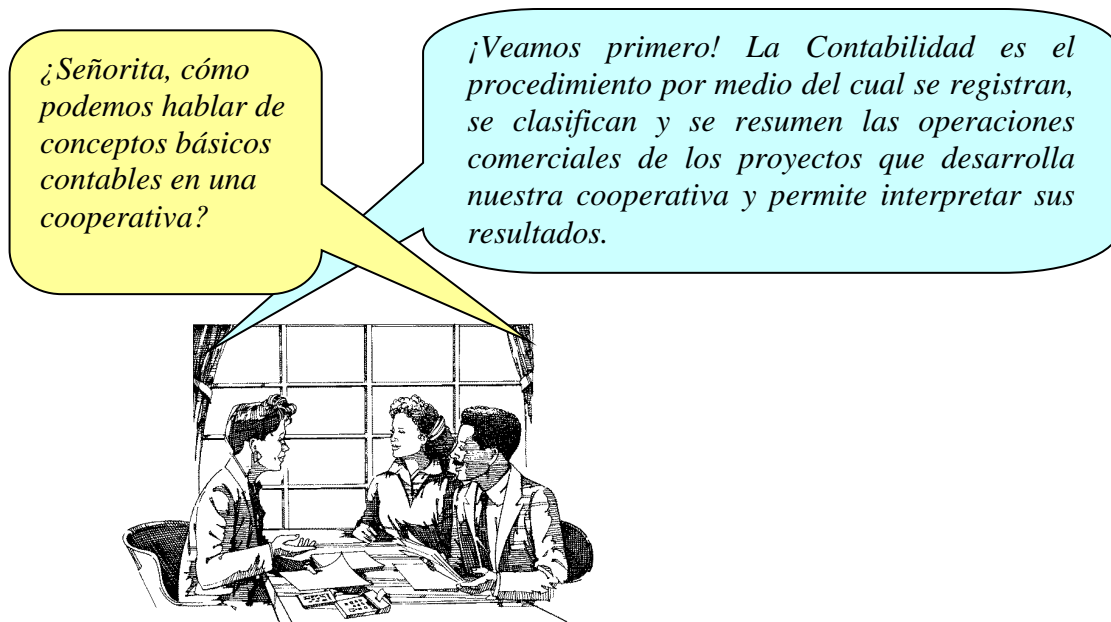 ¿Señorita, cómo
podemos hablar de
conceptos básicos
contables en una
cooperativa?
¡Veamos primero! La Contabilidad es el
procedimiento por medio del cual se registran,
se clasifican y se resumen las operaciones
comerciales de los proyectos que desarrolla
nuestra cooperativa y permite interpretar sus
resultados.